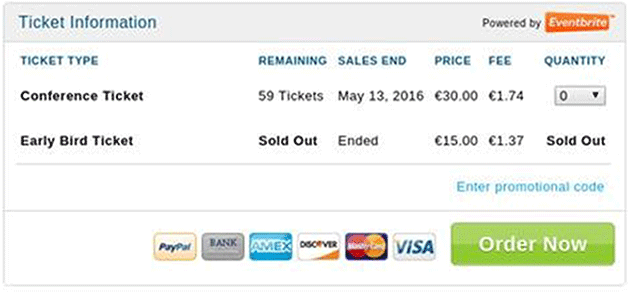 Ticket Information Powered by Eventbrite
TICKET TYPE REMAINING SALES END PRICE FEE QUANTITY
Conference Ticket 59 Tickets May 13, 2016 €30.00 €1.74 0
Early Bird Ticket Sold Out Ended €15.00 €1.37 Sold Out
Enter promotional code
PayPal BANK AMEX DISCOVER MasterCard VISA Order Now